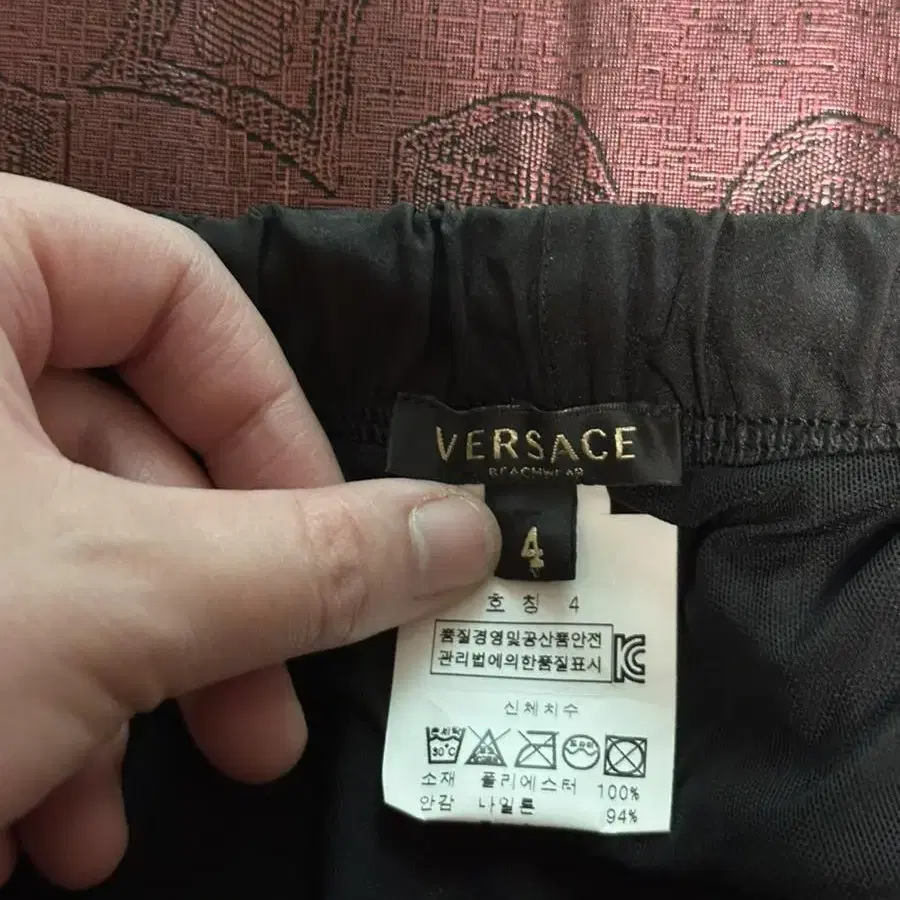 VERSACE
BEACHWEAR
4
호칭 4
품질경영및공산품안전
관리법에의한품질표시
신체치수
30°C
소재 폴리에스터 100%
안감 나일론 94%